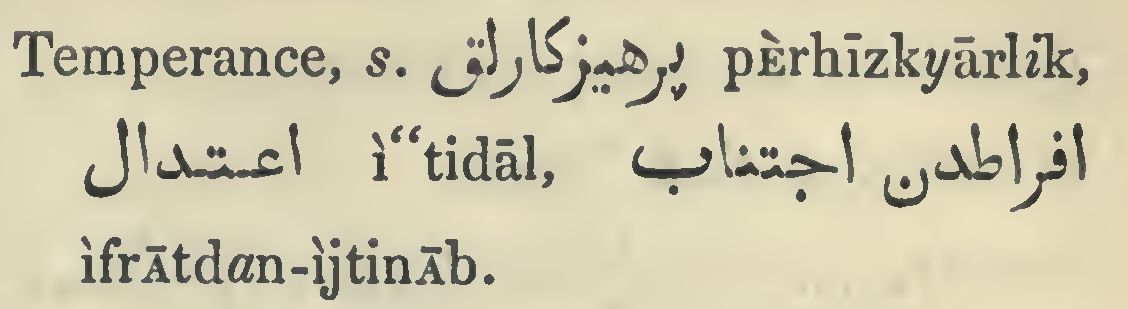 Temperance, s. پرهیزکارلق pÈrhīzkyārlik,
اعتدال ì“tidāl, افراطدن اجتناب
ìfrĀtdan-ìjtinĀb.